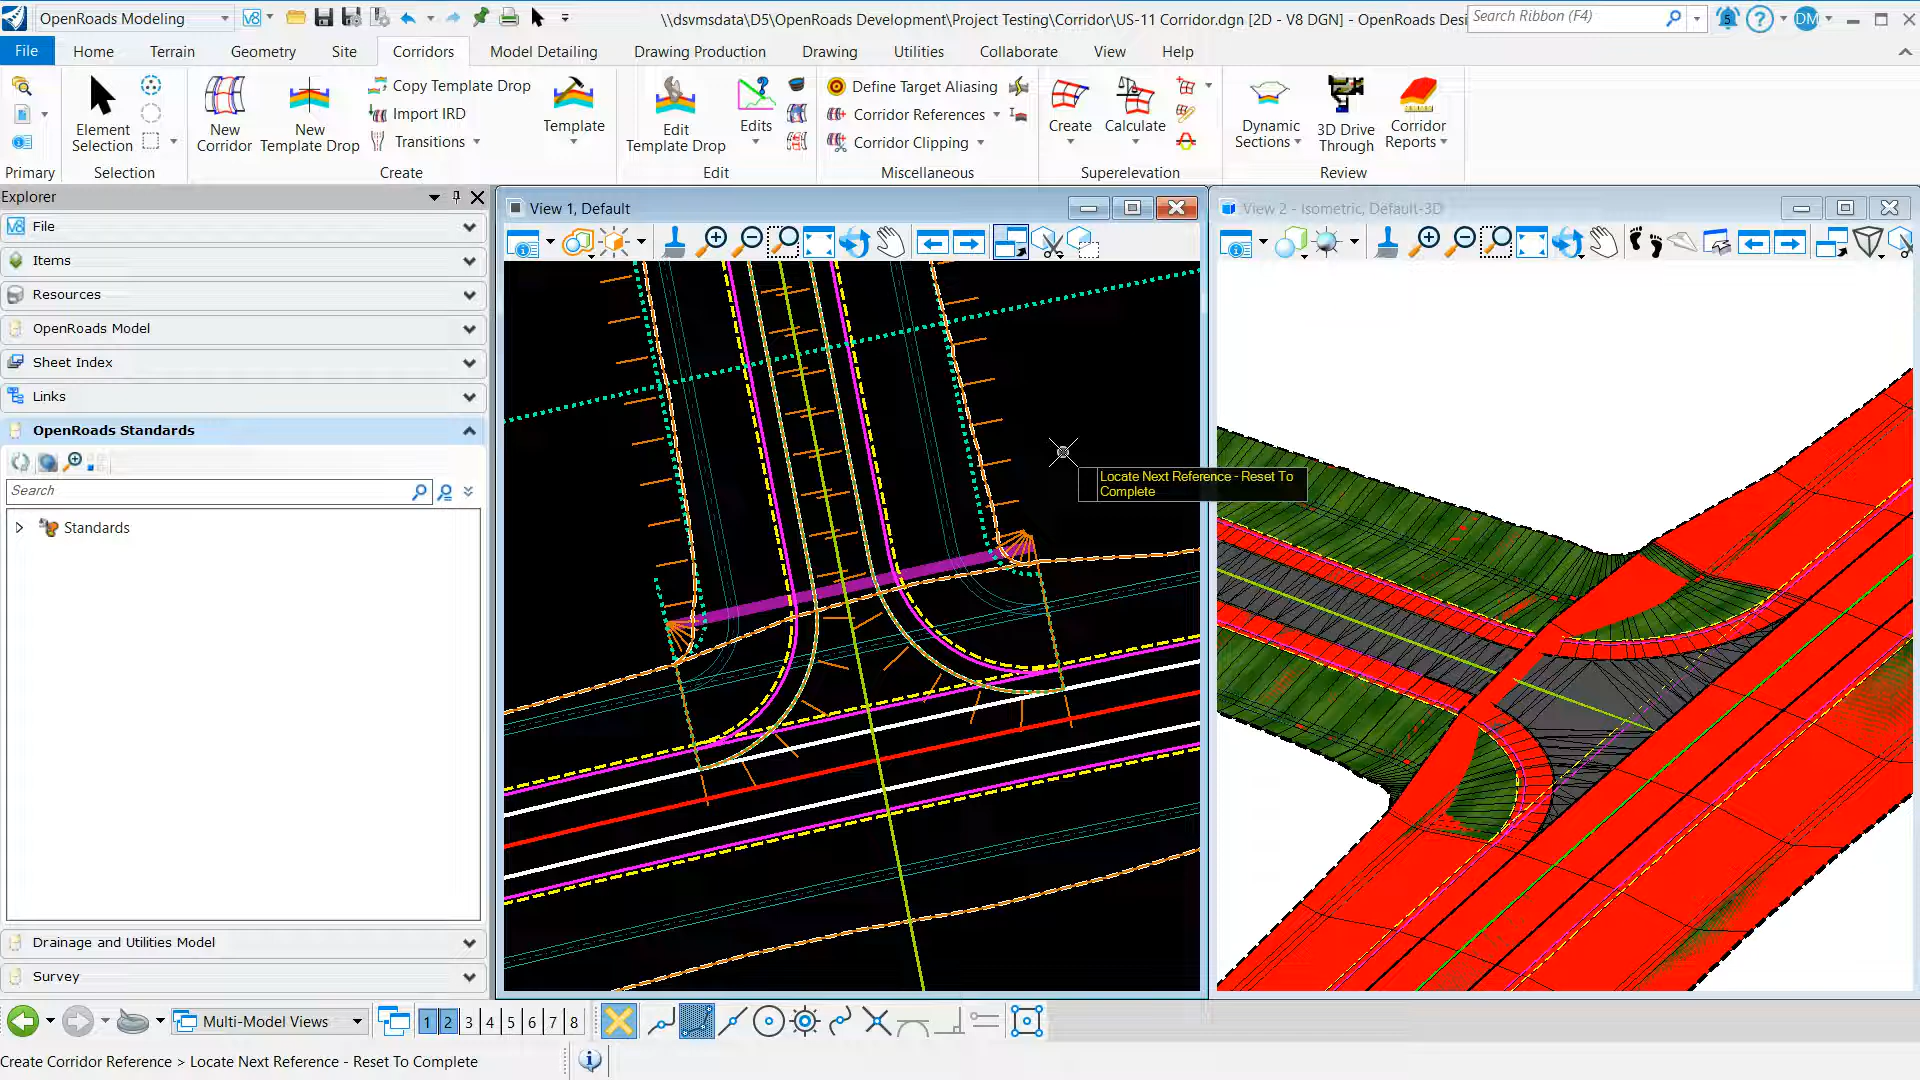 OpenRoads Modeling
\\dsvmsdata\D5\OpenRoads Development\Project Testing\Corridor\US-11 Corridor.dgn [2D - V8 DGN] - OpenRoads Desi
Search Ribbon (F4)
5
DM
File
Home
Terrain
Geometry
Site
Corridors
Model Detailing
Drawing Production
Drawing
Utilities
Collaborate
View
Help
Element Selection
New Corridor
New Template Drop
Copy Template Drop
Import IRD
Transitions
Template
Edit Template Drop
Edits
Define Target Aliasing
Corridor References
Corridor Clipping
Create
Calculate
Dynamic Sections
3D Drive Through
Corridor Reports
Primary
Selection
Create
Edit
Miscellaneous
Superelevation
Review
Explorer
File
Items
Resources
OpenRoads Model
Sheet Index
Links
OpenRoads Standards
Search
Standards
Drainage and Utilities Model
Survey
View 1, Default
Locate Next Reference - Reset To
Complete
View 2 - Isometric, Default-3D
Multi-Model Views
1 2 3 4 5 6 7 8
Create Corridor Reference > Locate Next Reference - Reset To Complete